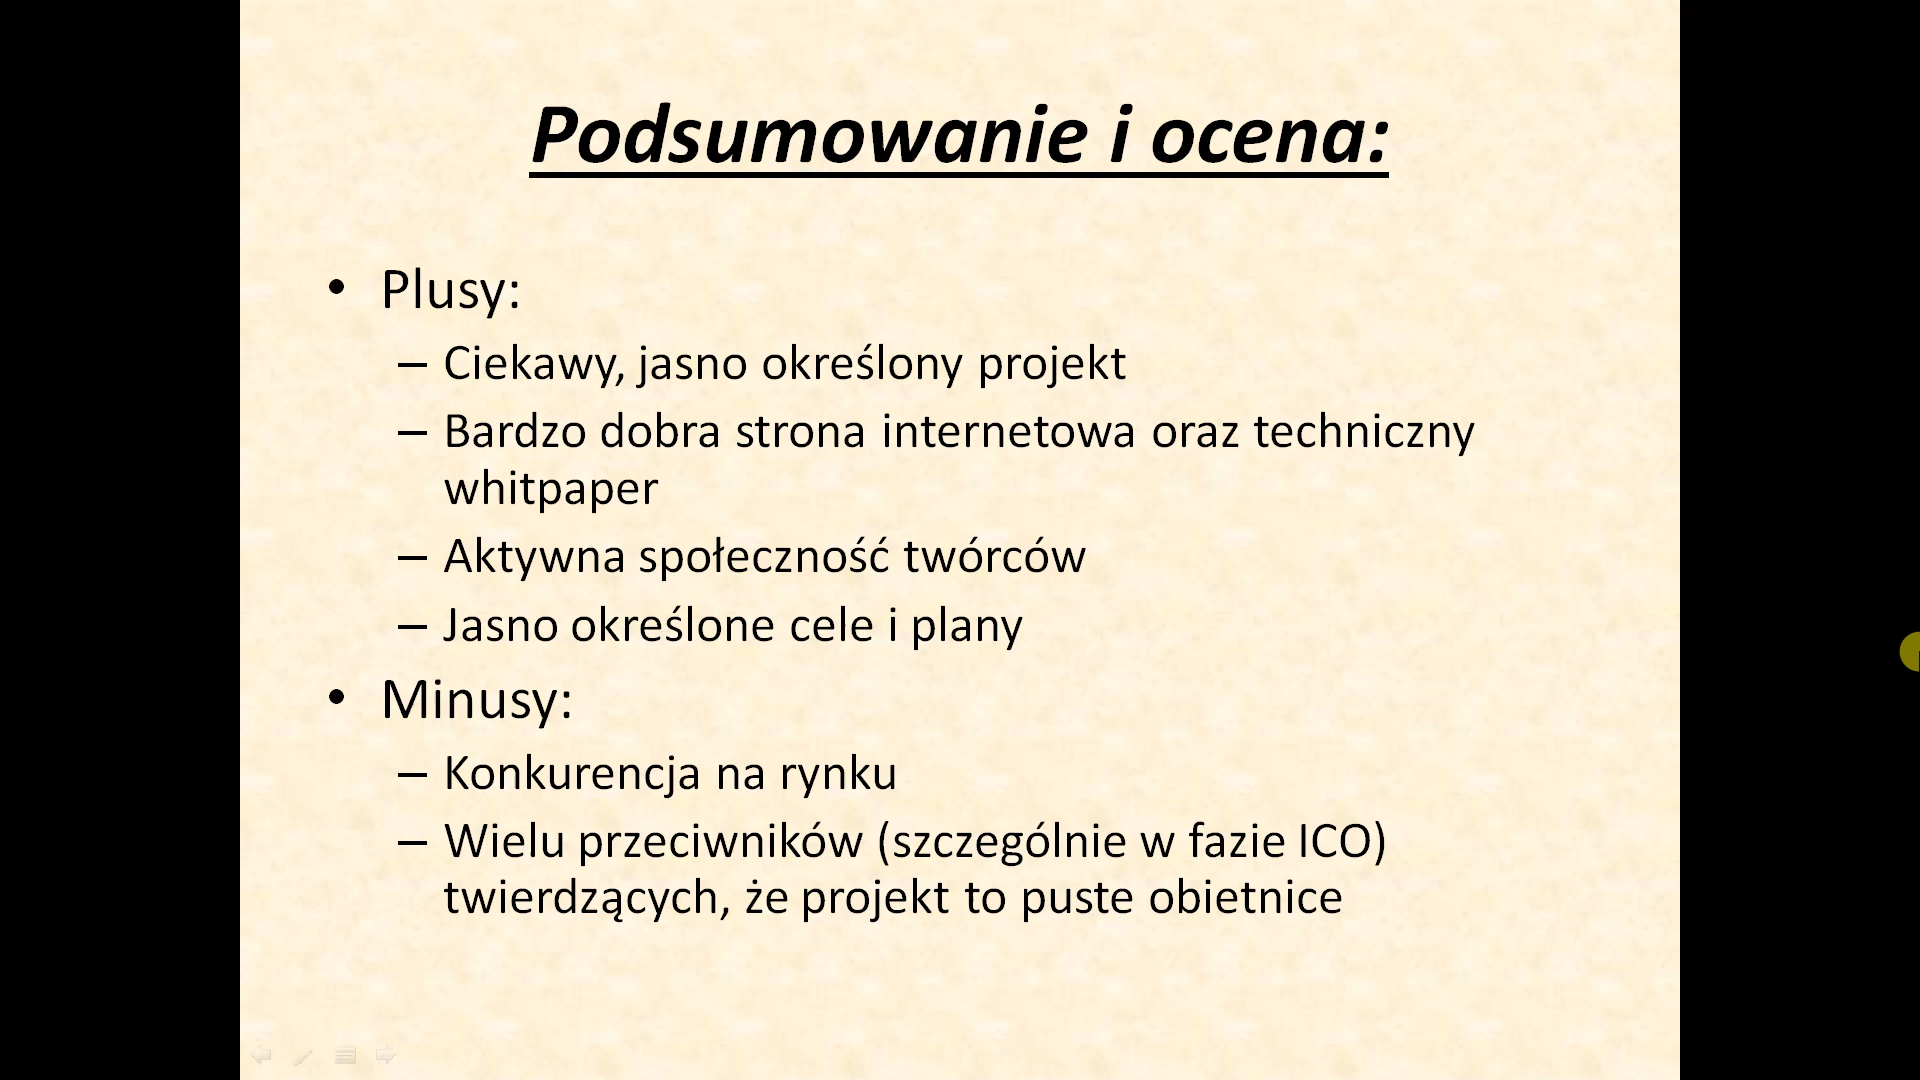 Podsumowanie i ocena:
• Plusy:
– Ciekawy, jasno określony projekt
– Bardzo dobra strona internetowa oraz techniczny
whitpaper
– Aktywna społeczność twórców
– Jasno określone cele i plany
• Minusy:
– Konkurencja na rynku
– Wielu przeciwników (szczególnie w fazie ICO)
twierdzących, że projekt to puste obietnice